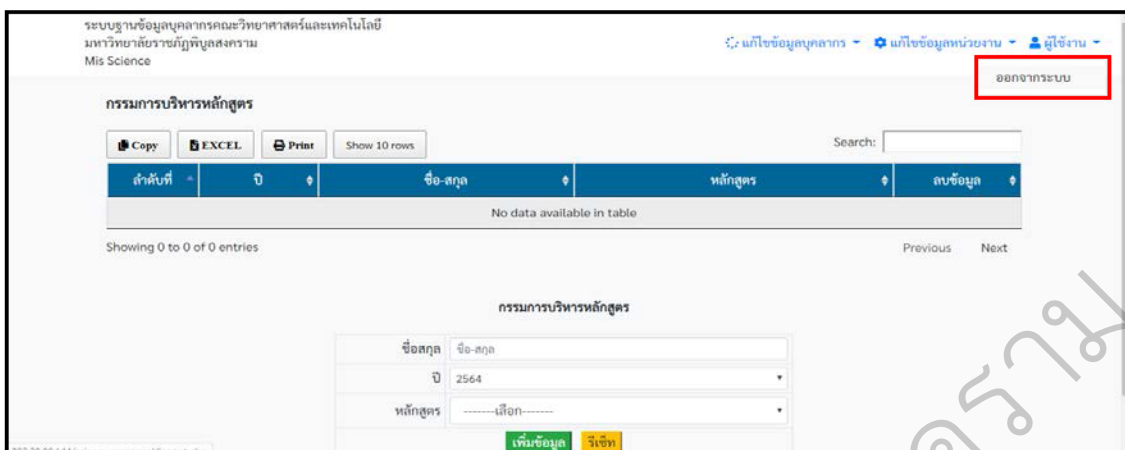 ระบบฐานข้อมูลบุคลากรคณะวิทยาศาสตร์และเทคโนโลยี
มหาวิทยาลัยราชภัฏพิบูลสงคราม
Mis Science
แก้ไขข้อมูลบุคลากร แก้ไขข้อมูลหน่วยงาน ผู้ใช้งาน
ออกจากระบบ
กรรมการบริหารหลักสูตร
Copy EXCEL Print Show 10 rows Search:
ลำดับที่ ปี ชื่อ-สกุล หลักสูตร ลบข้อมูล
No data available in table
Showing 0 to 0 of 0 entries Previous Next
กรรมการบริหารหลักสูตร
ชื่อสกุล ชื่อ-สกุล
ปี 2564
หลักสูตร -------เลือก-------
เพิ่มข้อมูล รีเซ็ท